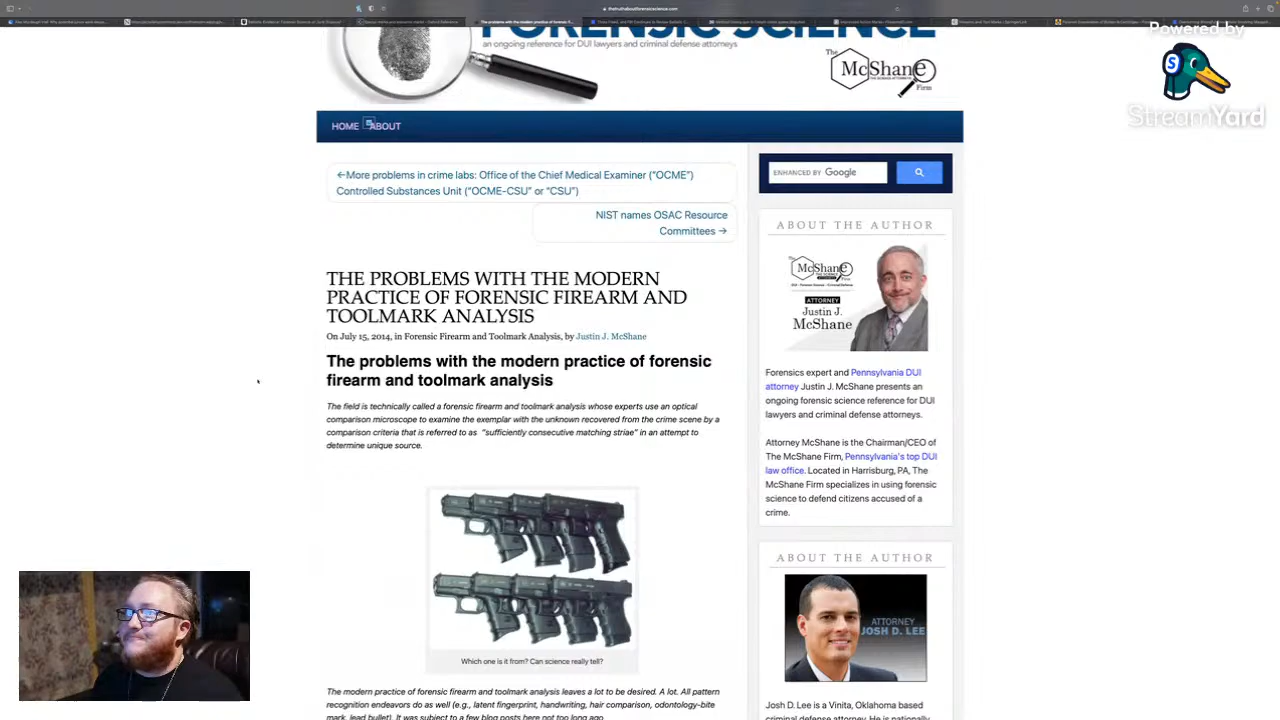 thetruthaboutforensicscience.com
Powered by
StreamYard
FORENSIC SCIENCE
an ongoing reference for DUI lawyers and criminal defense attorneys
The
McShane
Firm
HOME
ABOUT
←More problems in crime labs: Office of the Chief Medical Examiner (“OCME”)
Controlled Substances Unit (“OCME-CSU” or “CSU”)
NIST names OSAC Resource
Committees →
THE PROBLEMS WITH THE MODERN
PRACTICE OF FORENSIC FIREARM AND
TOOLMARK ANALYSIS
On July 15, 2014, in Forensic Firearm and Toolmark Analysis, by Justin J. McShane
The problems with the modern practice of forensic
firearm and toolmark analysis
The field is technically called a forensic firearm and toolmark analysis whose experts use an optical
comparison microscope to examine the exemplar with the unknown recovered from the crime scene by a
comparison criteria that is referred to as “sufficiently consecutive matching striae” in an attempt to
determine unique source.
Which one is it from? Can science really tell?
The modern practice of forensic firearm and toolmark analysis leaves a lot to be desired. A lot. All pattern
recognition endeavors do as well (e.g., latent fingerprint, handwriting, hair comparison, odontology-bite
mark, lead bullet). It was subject to a few blog posts here not too long ago
ENHANCED BY Google
ABOUT THE AUTHOR
The
McShane
ATTORNEY
Justin J.
McShane
Forensics expert and Pennsylvania DUI
attorney Justin J. McShane presents an
ongoing forensic science reference for DUI
lawyers and criminal defense attorneys.
Attorney McShane is the Chairman/CEO of
The McShane Firm, Pennsylvania's top DUI
law office. Located in Harrisburg, PA, The
McShane Firm specializes in using forensic
science to defend citizens accused of a
crime.
ABOUT THE AUTHOR
ATTORNEY
JOSH D. LEE
Josh D. Lee is a Vinita, Oklahoma based
criminal defense attorney. He is nationally